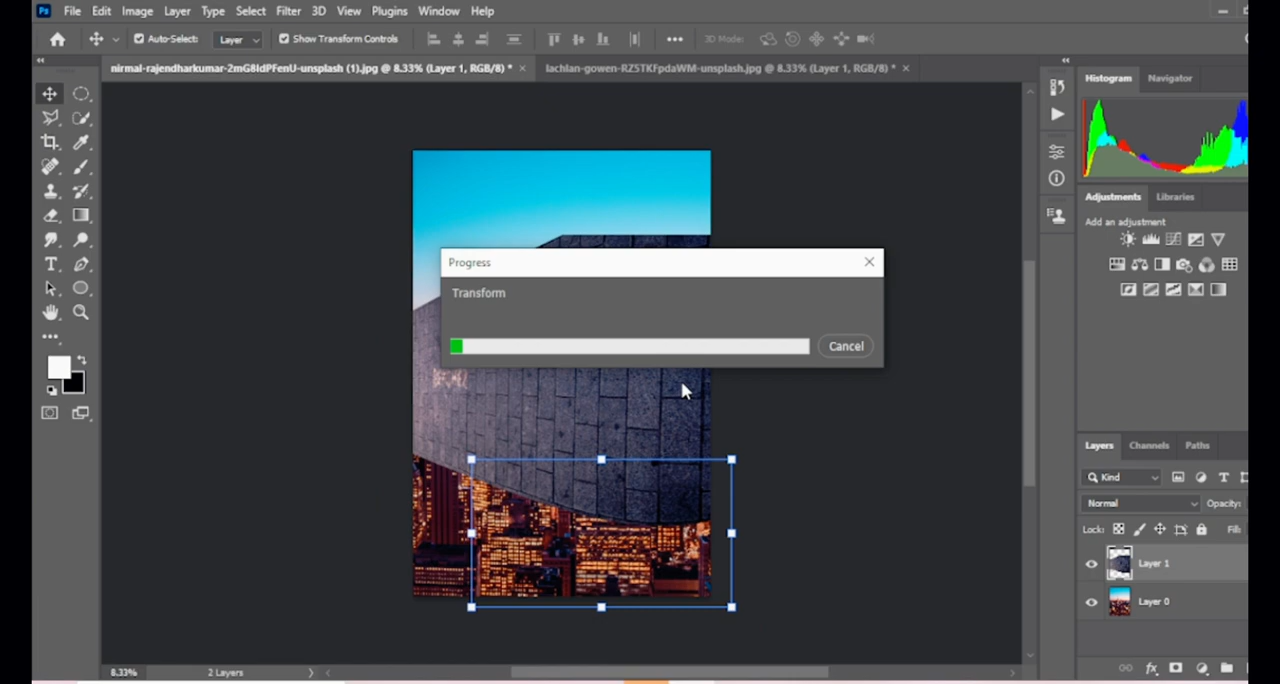 Ps File Edit Image Layer Type Select Filter 3D View Plugins Window Help
Auto-Select: Layer Show Transform Controls 3D Mode:
nirmal-rajendharkumar-2mG8IdPFenU-unsplash (1).jpg @ 8.33% (Layer 1, RGB/8) * × lachlan-gowen-RZ5TKFpdaWM-unsplash.jpg @ 8.33% (Layer 1, RGB/8) * ×
Histogram Navigator
Adjustments Libraries
Add an adjustment
Progress
Transform
Cancel
Layers Channels Paths
Kind
Normal Opacity:
Lock: Fill:
Layer 1
Layer 0
8.33% 2 Layers